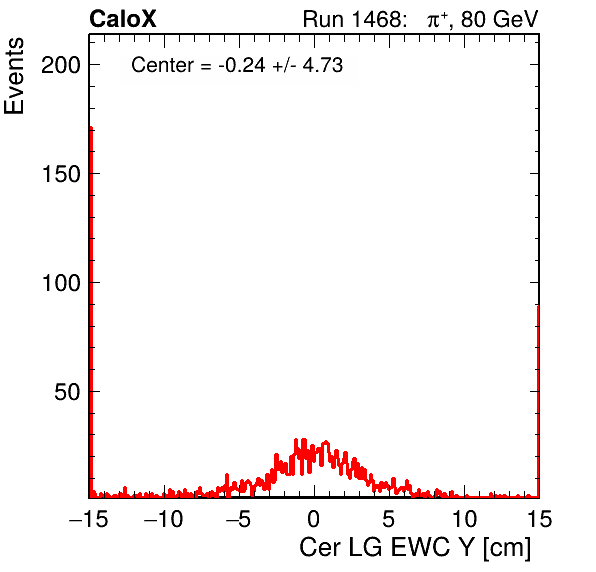 CaloX Run 1468: π⁺, 80 GeV
Center = -0.24 +/- 4.73
Events
200
150
100
50
−15 −10 −5 0 5 10 15
Cer LG EWC Y [cm]